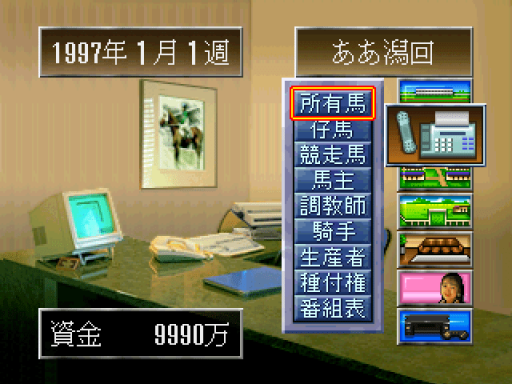 1997年1月1週
ああ潟回
所有馬
仔馬
競走馬
馬主
調教師
騎手
生産者
種付権
番組表
資金 9990万